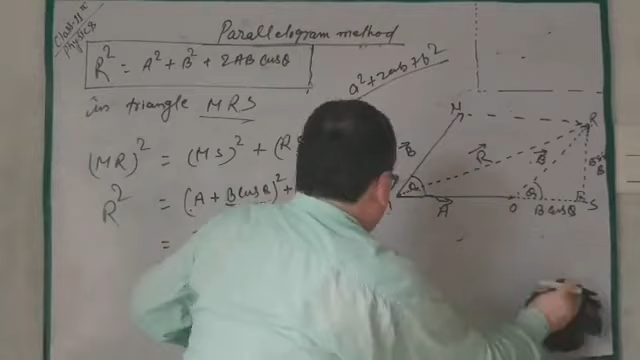 Class-11th
Physics
Parallelogram method
R² = A² + B² + 2AB cosθ
a² + 2ab + b²
in triangle MRS
(MR)² = (MS)² + (RS
R² = (A + B cosθ)² +
=
N
R
B
R
B
θ
A
O
θ
B cosθ
S